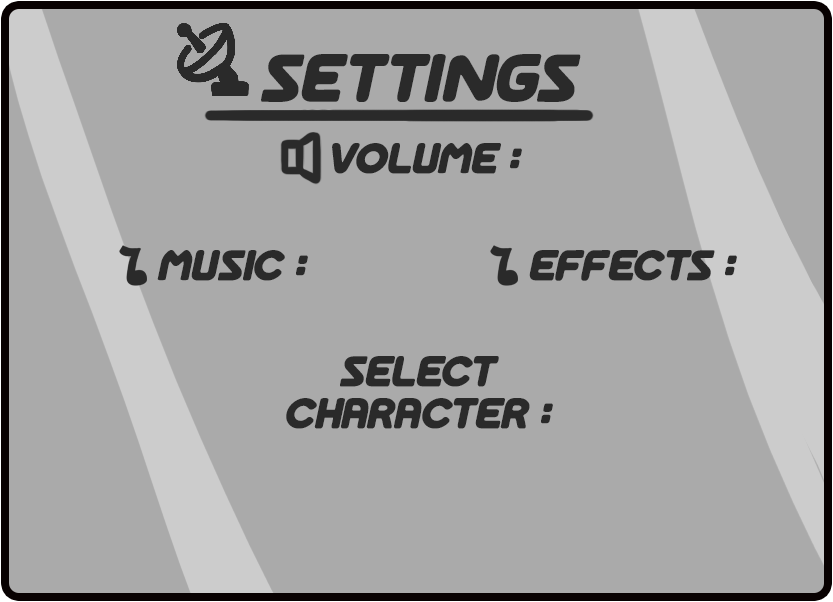 SETTINGS
VOLUME :
MUSIC :
EFFECTS :
SELECT
CHARACTER :